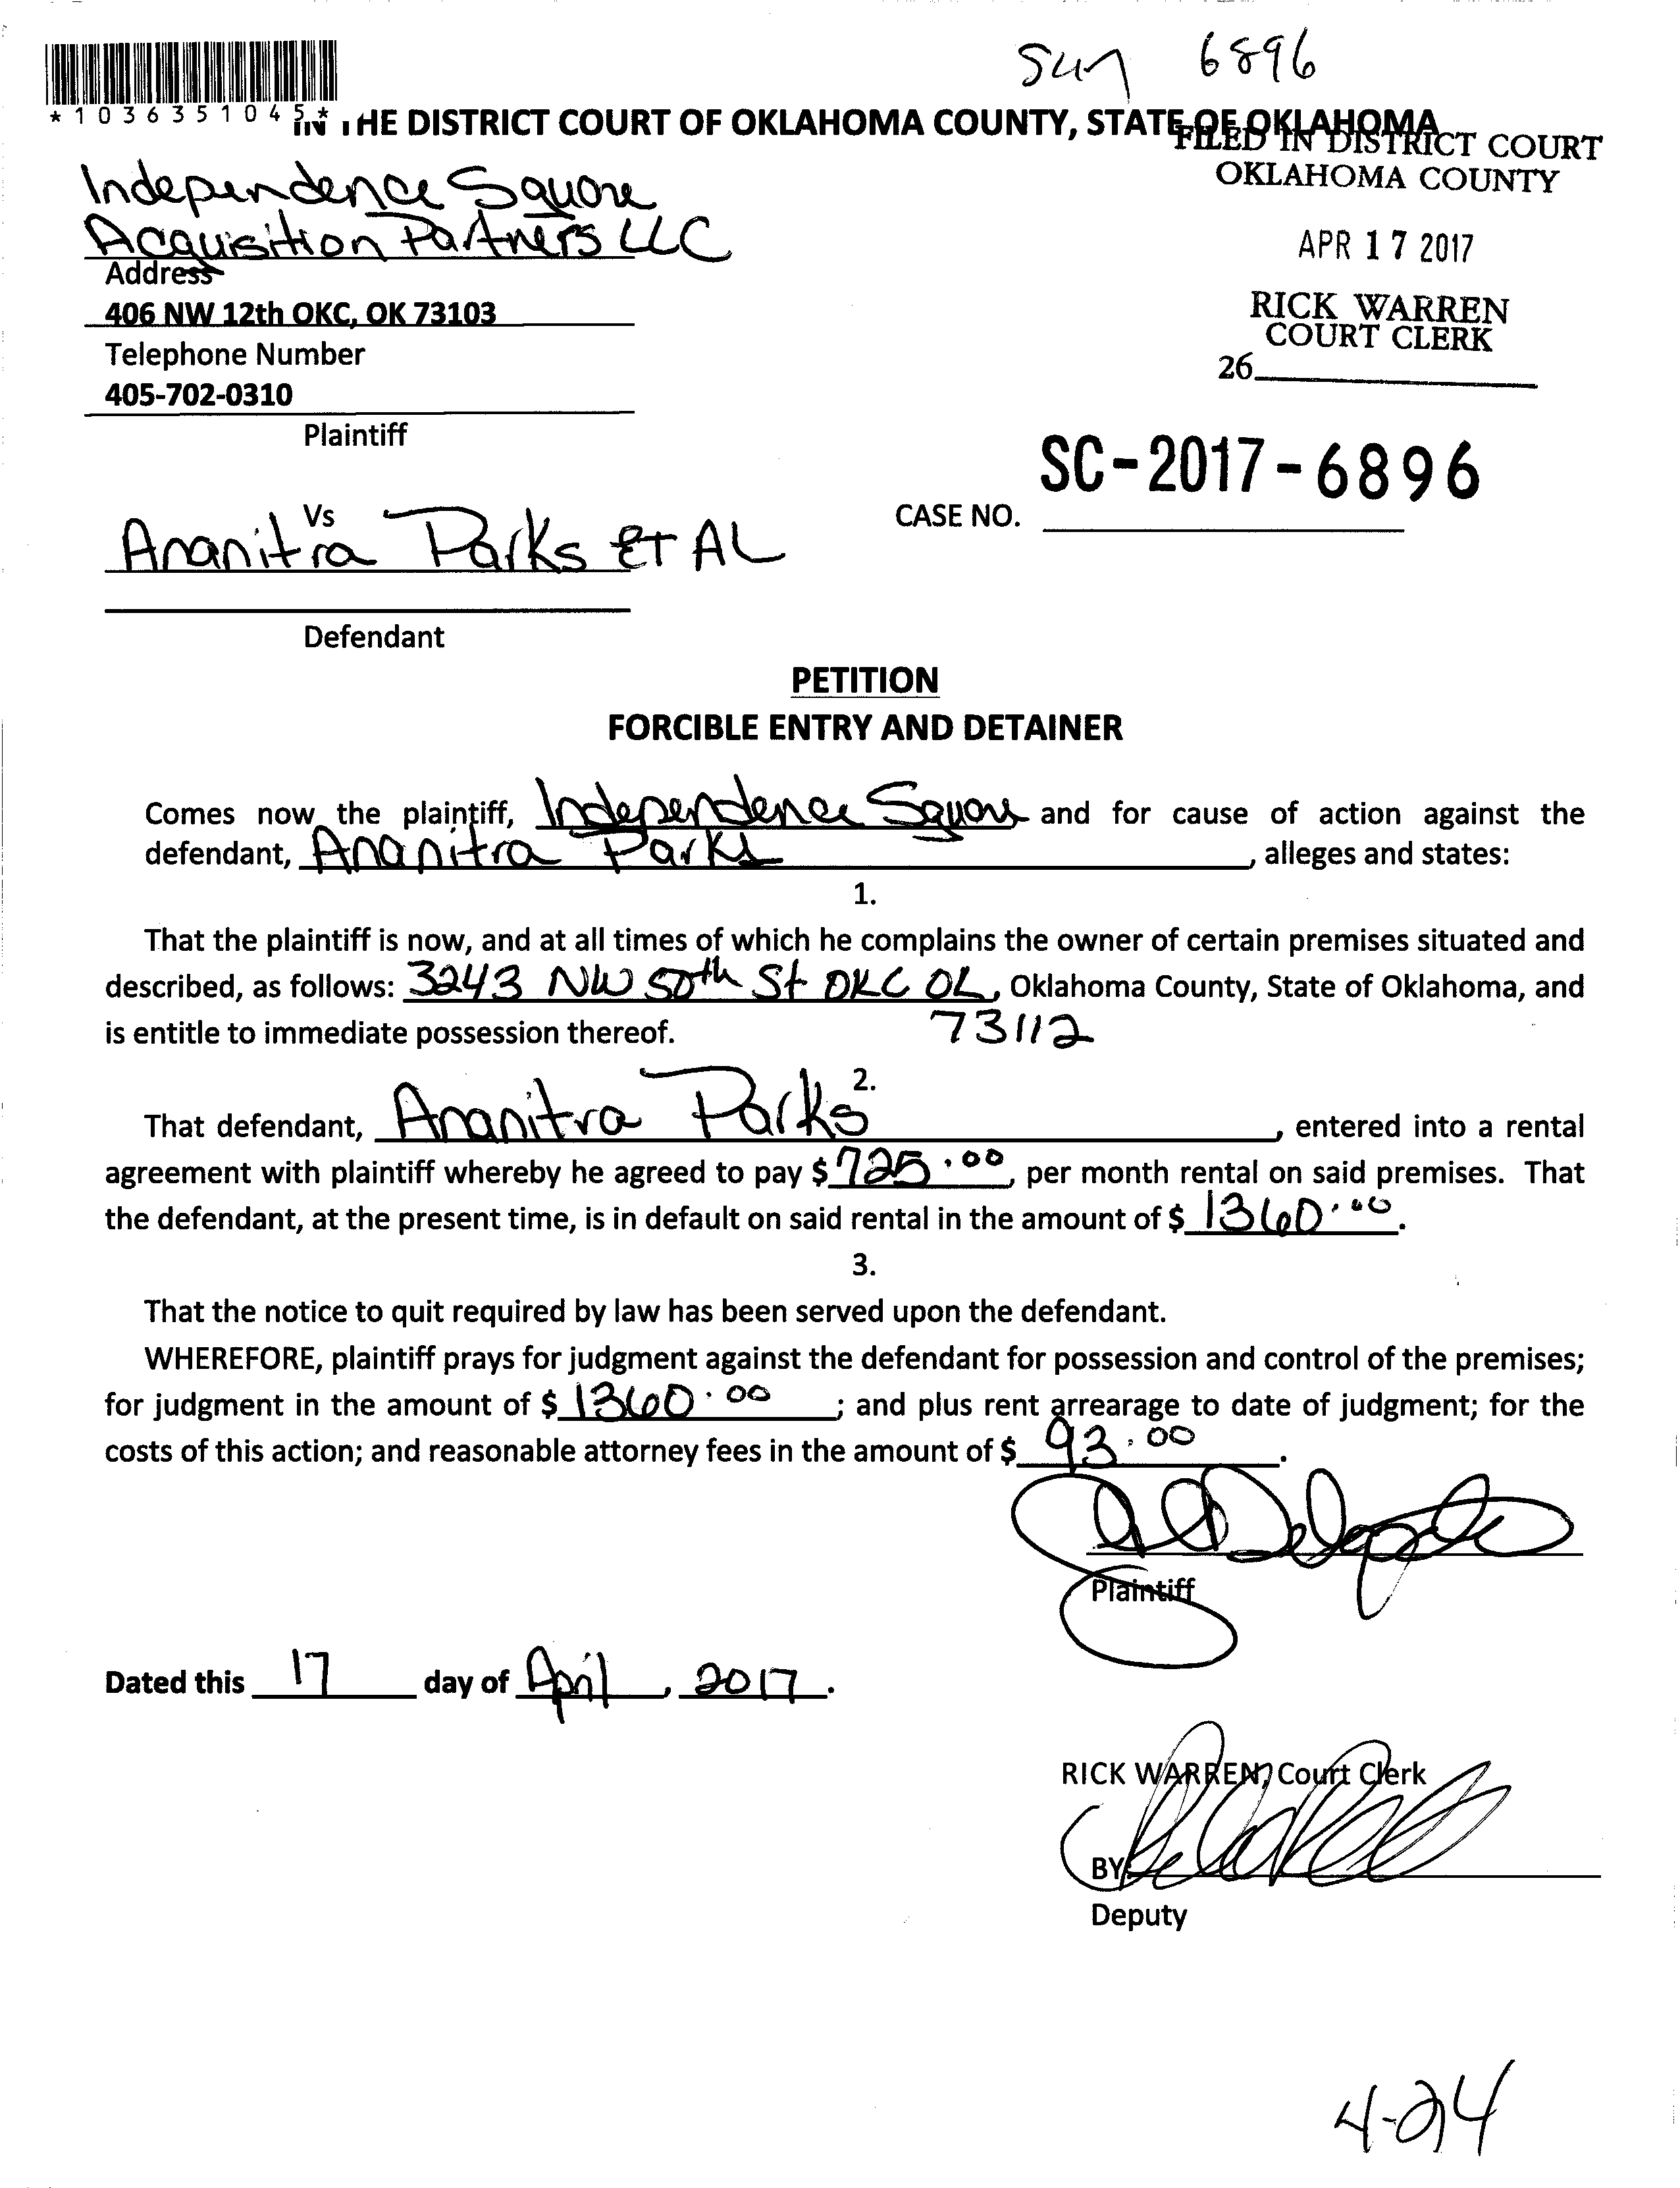 Sum 6896
*1036351045*
IN THE DISTRICT COURT OF OKLAHOMA COUNTY, STATE OF OKLAHOMA
FILED IN DISTRICT COURT
OKLAHOMA COUNTY
Independence Square
Acquisition Partners LLC
APR 17 2017
Address
406 NW 12th OKC, OK 73103
RICK WARREN
COURT CLERK
Telephone Number
26
405-702-0310
Plaintiff
SC-2017-6896
Vs
CASE NO.
Ananitra Parks ET AL
Defendant
PETITION
FORCIBLE ENTRY AND DETAINER
Comes now the plaintiff, Independence Square and for cause of action against the
defendant, Ananitra Parks, alleges and states:
1.
That the plaintiff is now, and at all times of which he complains the owner of certain premises situated and
described, as follows: 3243 NW 50th St OKC OK, Oklahoma County, State of Oklahoma, and
is entitle to immediate possession thereof. 73112
2.
That defendant, Ananitra Parks, entered into a rental
agreement with plaintiff whereby he agreed to pay $ 725.00, per month rental on said premises. That
the defendant, at the present time, is in default on said rental in the amount of $ 1360.00.
3.
That the notice to quit required by law has been served upon the defendant.
WHEREFORE, plaintiff prays for judgment against the defendant for possession and control of the premises;
for judgment in the amount of $ 1360.00; and plus rent arrearage to date of judgment; for the
costs of this action; and reasonable attorney fees in the amount of $ 93.00.
Plaintiff
Dated this 17 day of April, 2017.
RICK WARREN, Court Clerk
BY
Deputy
4-24